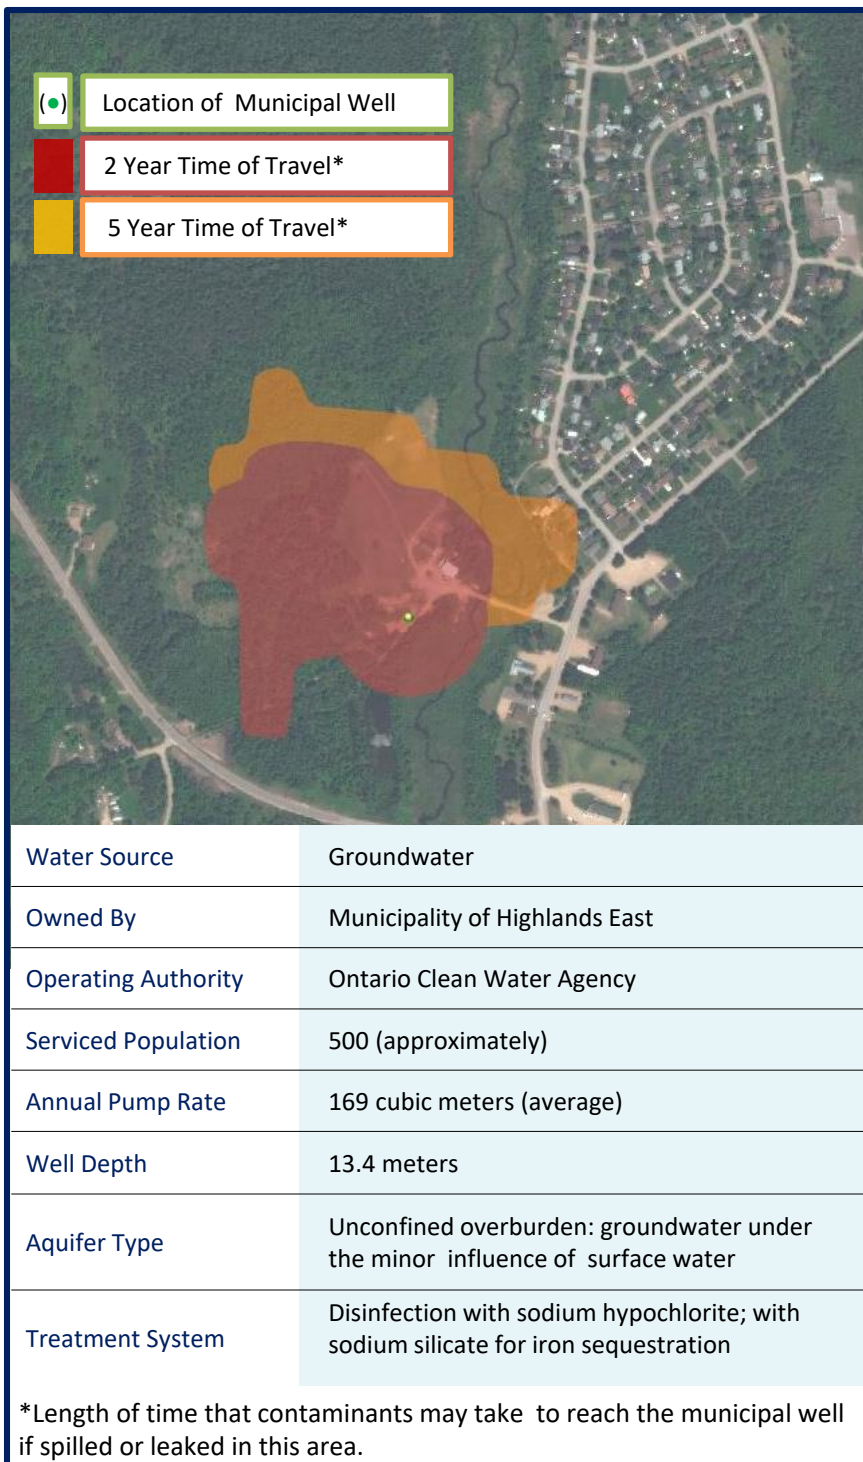 (●) Location of Municipal Well
2 Year Time of Travel*
5 Year Time of Travel*
Water Source Groundwater
Owned By Municipality of Highlands East
Operating Authority Ontario Clean Water Agency
Serviced Population 500 (approximately)
Annual Pump Rate 169 cubic meters (average)
Well Depth 13.4 meters
Aquifer Type Unconfined overburden: groundwater under
the minor influence of surface water
Treatment System Disinfection with sodium hypochlorite; with
sodium silicate for iron sequestration
*Length of time that contaminants may take to reach the municipal well
if spilled or leaked in this area.